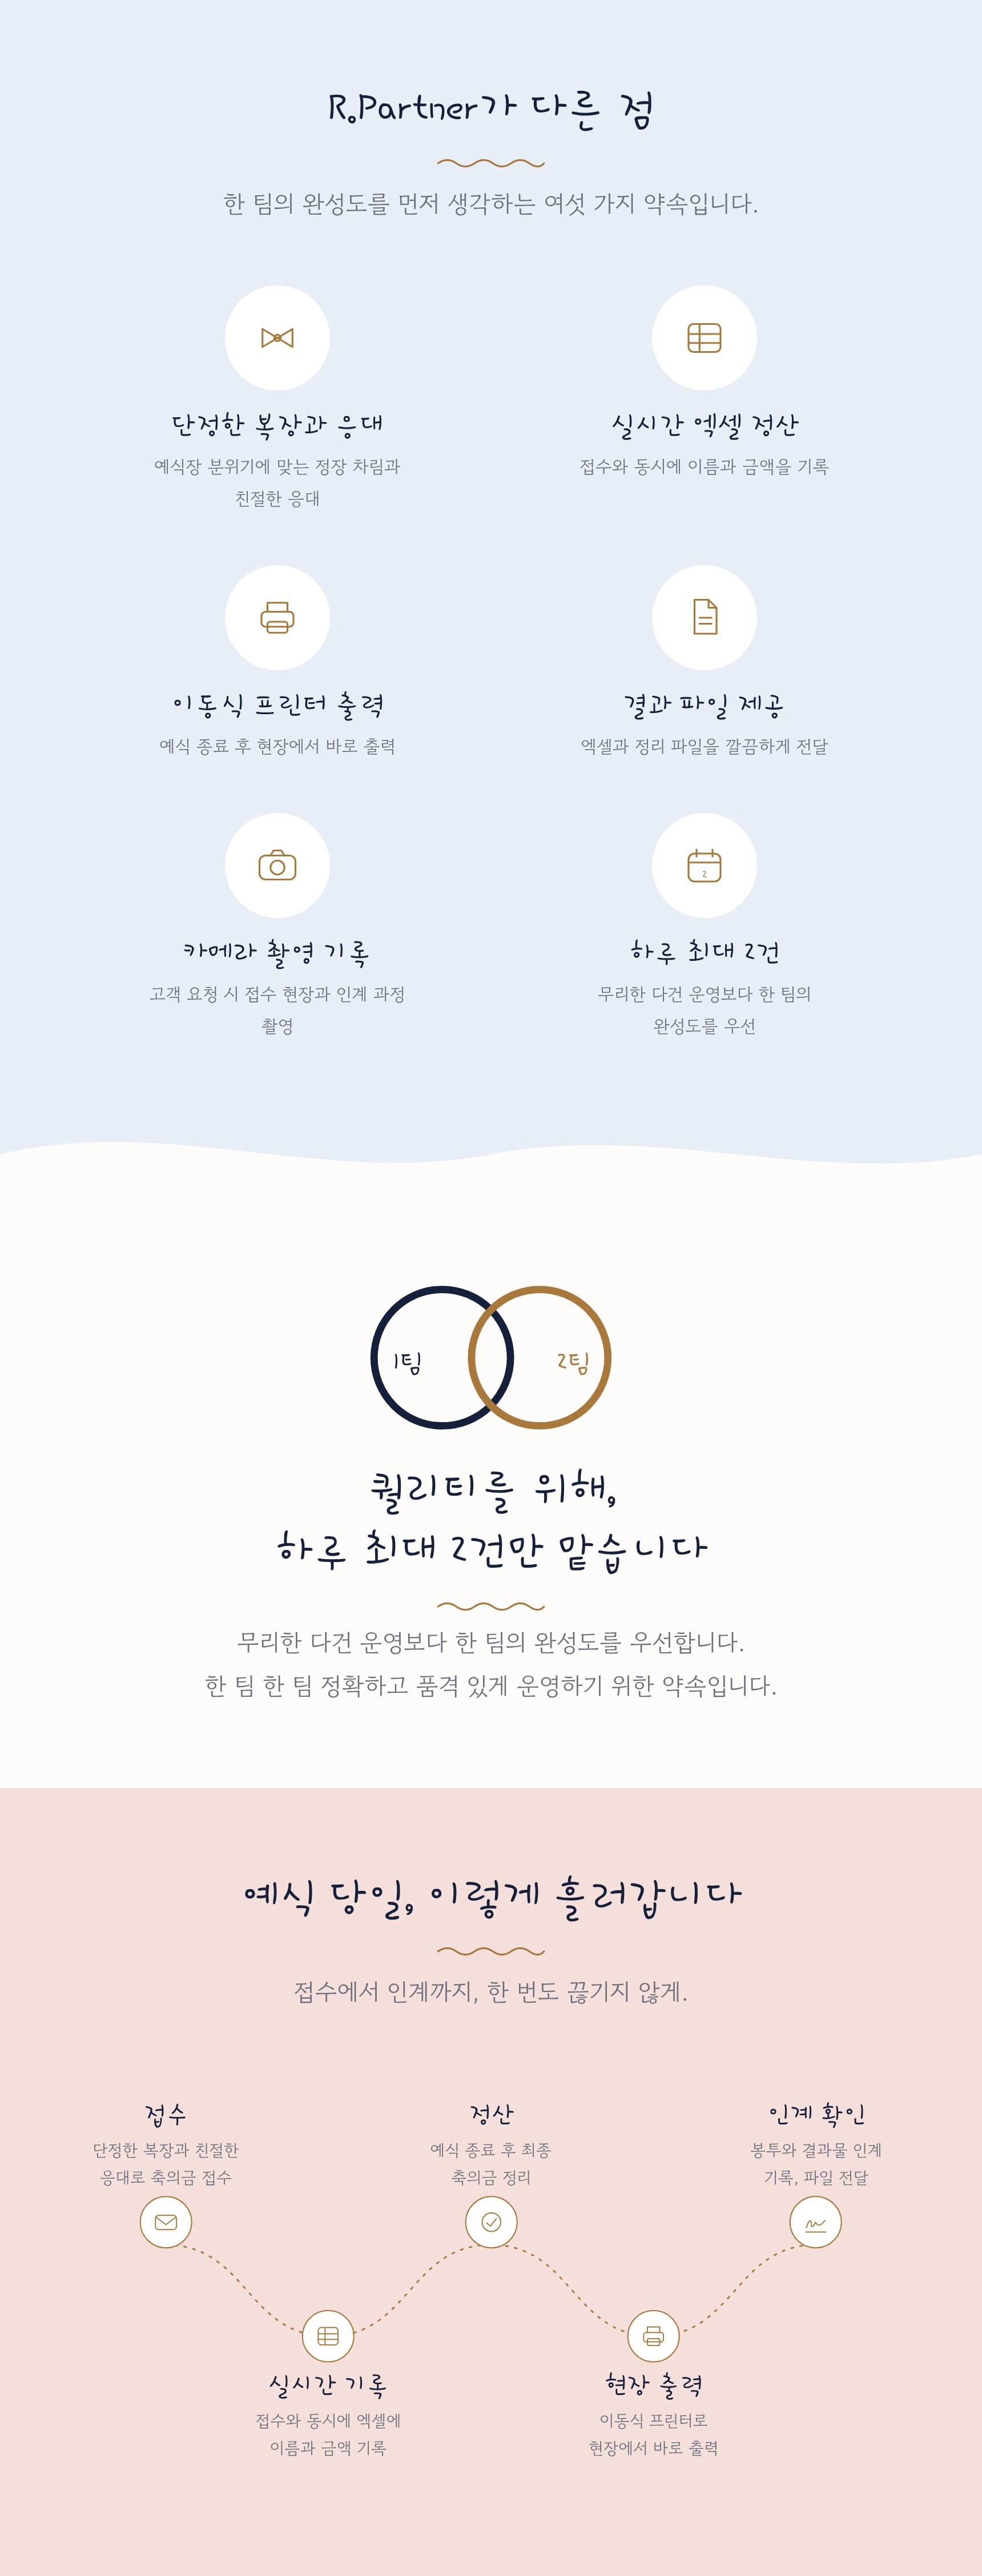 R.Partner가 다른 점
한 팀의 완성도를 먼저 생각하는 여섯 가지 약속입니다.
단정한 복장과 응대
예식장 분위기에 맞는 정장 차림과
친절한 응대
실시간 엑셀 정산
접수와 동시에 이름과 금액을 기록
이동식 프린터 출력
예식 종료 후 현장에서 바로 출력
결과 파일 제공
엑셀과 정리 파일을 깔끔하게 전달
카메라 촬영 기록
고객 요청 시 접수 현장과 인계 과정
촬영
2
하루 최대 2건
무리한 다건 운영보다 한 팀의
완성도를 우선
1팀
2팀
퀄리티를 위해,
하루 최대 2건만 맡습니다
무리한 다건 운영보다 한 팀의 완성도를 우선합니다.
한 팀 한 팀 정확하고 품격 있게 운영하기 위한 약속입니다.
예식 당일, 이렇게 흘러갑니다
접수에서 인계까지, 한 번도 끊기지 않게.
접수
단정한 복장과 친절한
응대로 축의금 접수
정산
예식 종료 후 최종
축의금 정리
인계 확인
봉투와 결과물 인계
기록, 파일 전달
실시간 기록
접수와 동시에 엑셀에
이름과 금액 기록
현장 출력
이동식 프린터로
현장에서 바로 출력